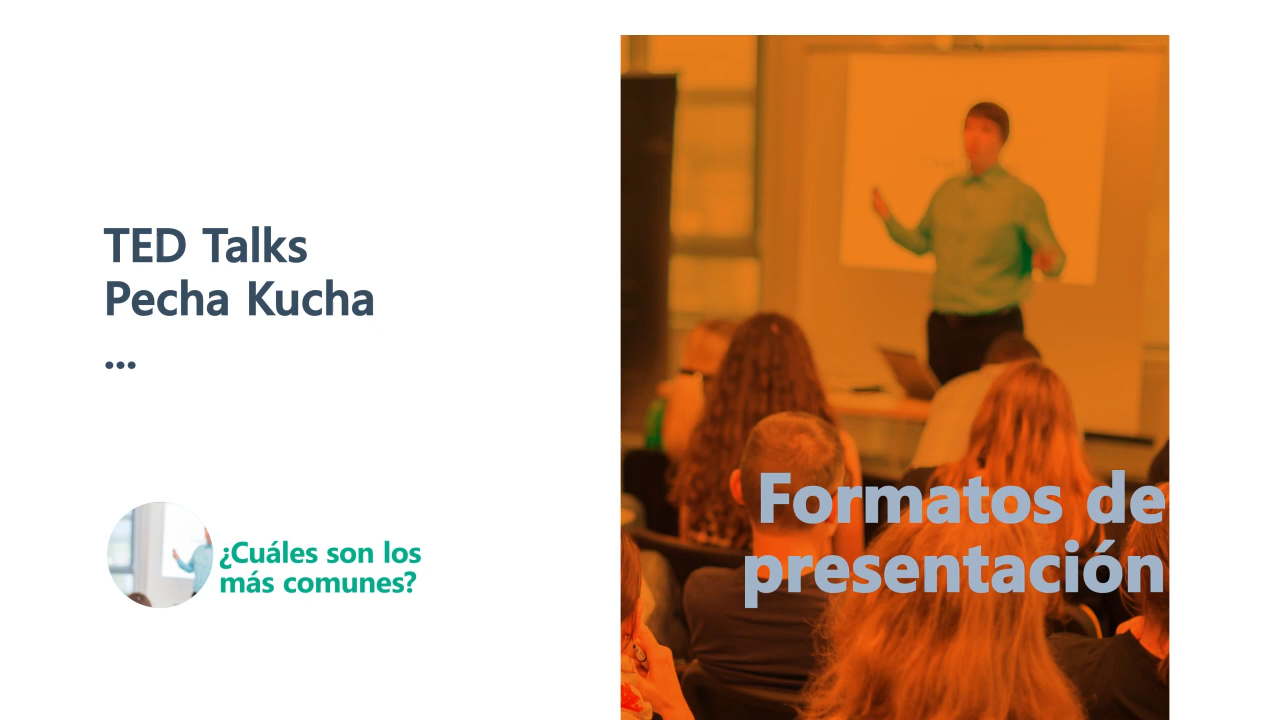 TED Talks
Pecha Kucha
...
¿Cuáles son los
más comunes?
Formatos de
presentación